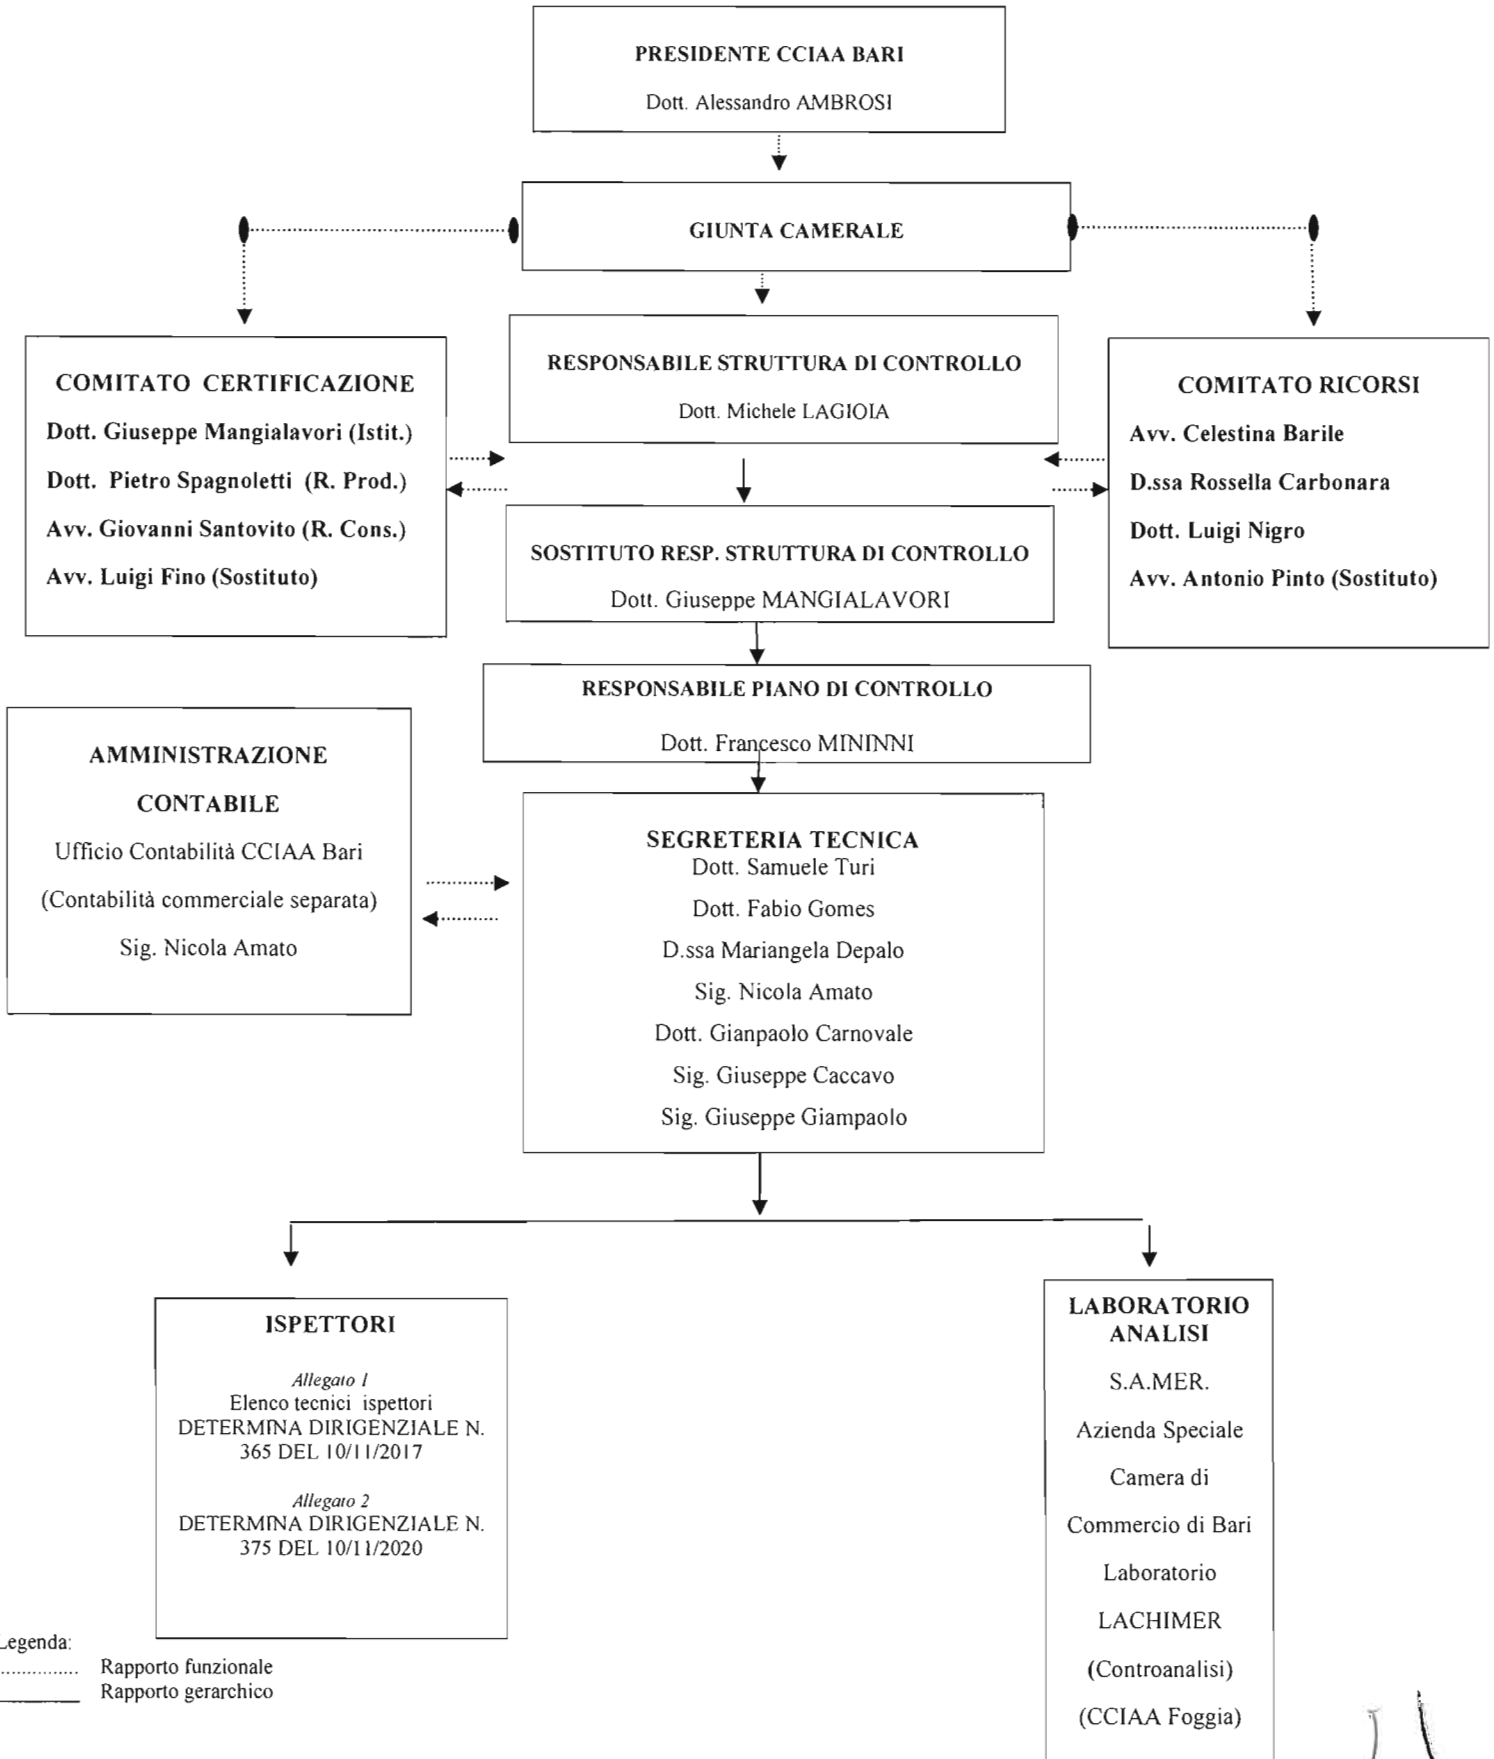 PRESIDENTE CCIAA BARI
Dott. Alessandro AMBROSI
GIUNTA CAMERALE
RESPONSABILE STRUTTURA DI CONTROLLO
Dott. Michele LAGIOIA
COMITATO CERTIFICAZIONE
Dott. Giuseppe Mangialavori (Istit.)
Dott. Pietro Spagnoletti (R. Prod.)
Avv. Giovanni Santovito (R. Cons.)
Avv. Luigi Fino (Sostituto)
COMITATO RICORSI
Avv. Celestina Barile
D.ssa Rossella Carbonara
Dott. Luigi Nigro
Avv. Antonio Pinto (Sostituto)
SOSTITUTO RESP. STRUTTURA DI CONTROLLO
Dott. Giuseppe MANGIALAVORI
RESPONSABILE PIANO DI CONTROLLO
Dott. Francesco MININNI
AMMINISTRAZIONE
CONTABILE
Ufficio Contabilità CCIAA Bari
(Contabilità commerciale separata)
Sig. Nicola Amato
SEGRETERIA TECNICA
Dott. Samuele Turi
Dott. Fabio Gomes
D.ssa Mariangela Depalo
Sig. Nicola Amato
Dott. Gianpaolo Carnovale
Sig. Giuseppe Caccavo
Sig. Giuseppe Giampaolo
ISPETTORI
Allegato 1
Elenco tecnici ispettori
DETERMINA DIRIGENZIALE N.
365 DEL 10/11/2017
Allegato 2
DETERMINA DIRIGENZIALE N.
375 DEL 10/11/2020
LABORATORIO
ANALISI
S.A.MER.
Azienda Speciale
Camera di
Commercio di Bari
Laboratorio
LACHIMER
(Controanalisi)
(CCIAA Foggia)
Legenda:
Rapporto funzionale
Rapporto gerarchico